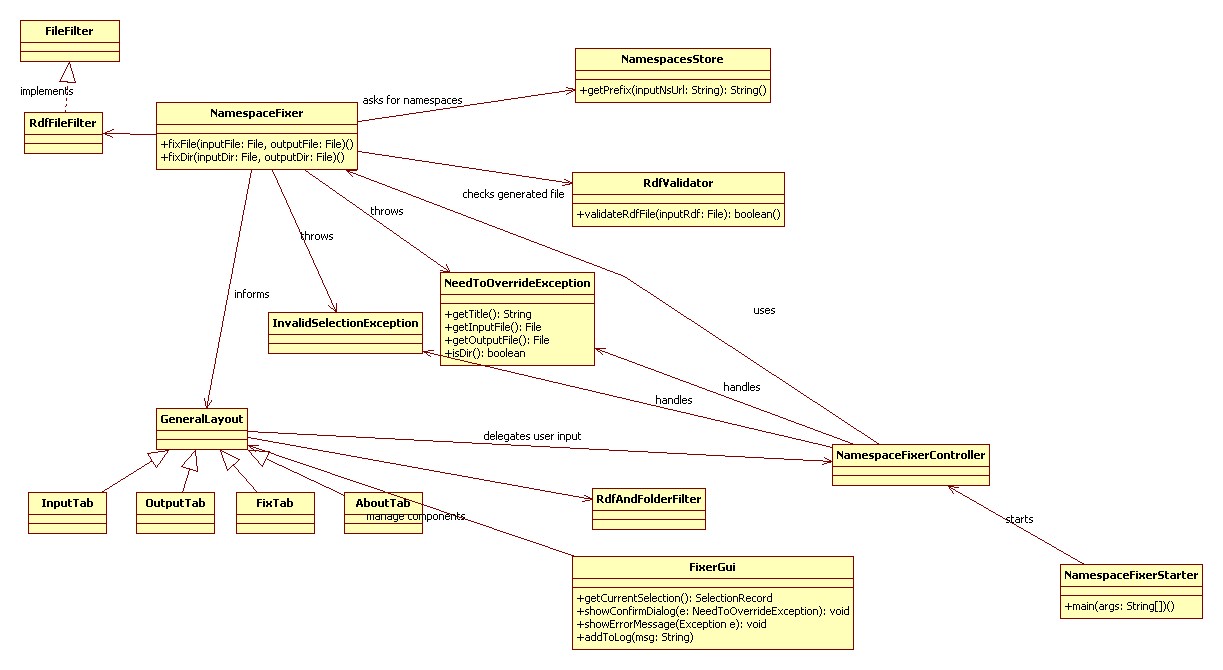 FileFilter
implements
RdfFileFilter
NamespaceFixer
+fixFile(inputFile: File, outputFile: File)()
+fixDir(inputDir: File, outputDir: File)()
asks for namespaces
NamespacesStore
+getPrefix(inputNsUrl: String): String()
checks generated file
RdfValidator
+validateRdfFile(inputRdf: File): boolean()
throws
throws
informs
NeedToOverrideException
+getTitle(): String
+getInputFile(): File
+getOutputFile(): File
+isDir(): boolean
InvalidSelectionException
uses
handles
handles
GeneralLayout
delegates user input
NamespaceFixerController
InputTab
OutputTab
FixTab
AboutTab
manage components
RdfAndFolderFilter
starts
FixerGui
+getCurrentSelection(): SelectionRecord
+showConfirmDialog(e: NeedToOverrideException): void
+showErrorMessage(Exception e): void
+addToLog(msg: String)
NamespaceFixerStarter
+main(args: String[])()